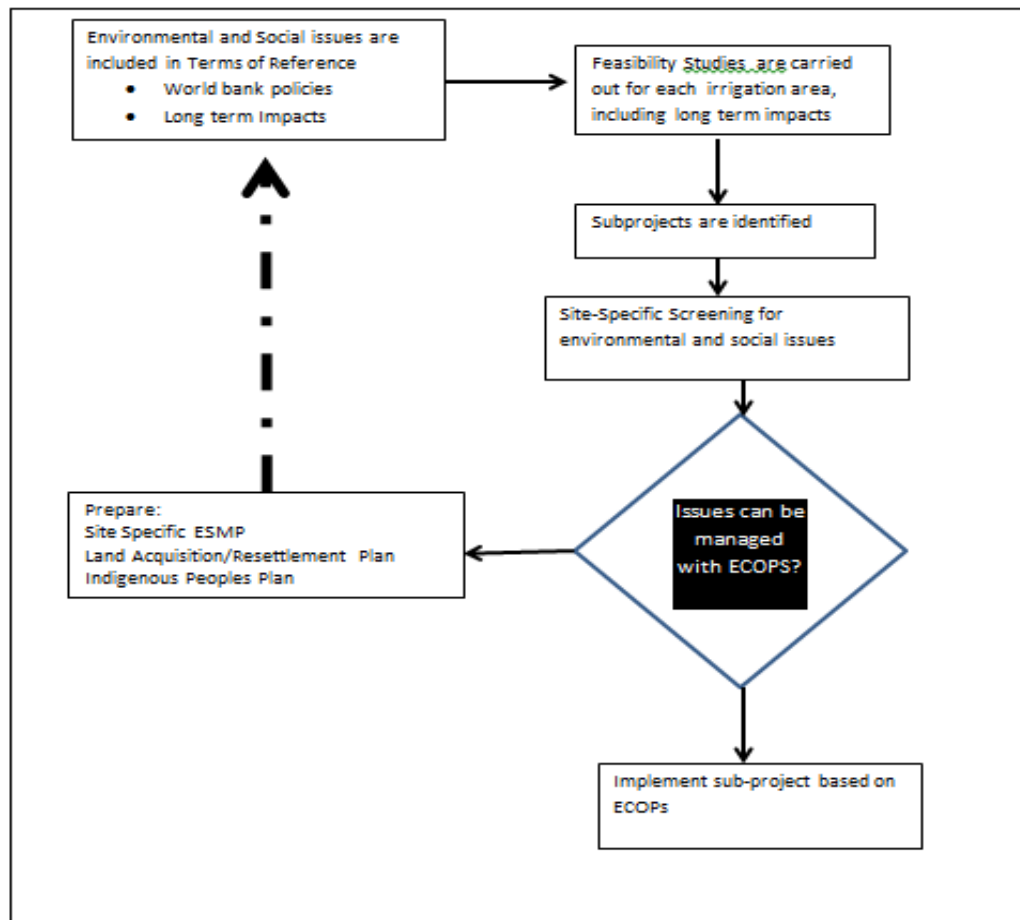 Environmental and Social issues are
included in Terms of Reference
• World bank policies
• Long term Impacts
Feasibility Studies are carried
out for each irrigation area,
including long term impacts
Subprojects are identified
Site-Specific Screening for
environmental and social issues
Issues can be
managed
with ECOPS?
Prepare:
Site Specific ESMP
Land Acquisition/Resettlement Plan
Indigenous Peoples Plan
Implement sub-project based on
ECOPs